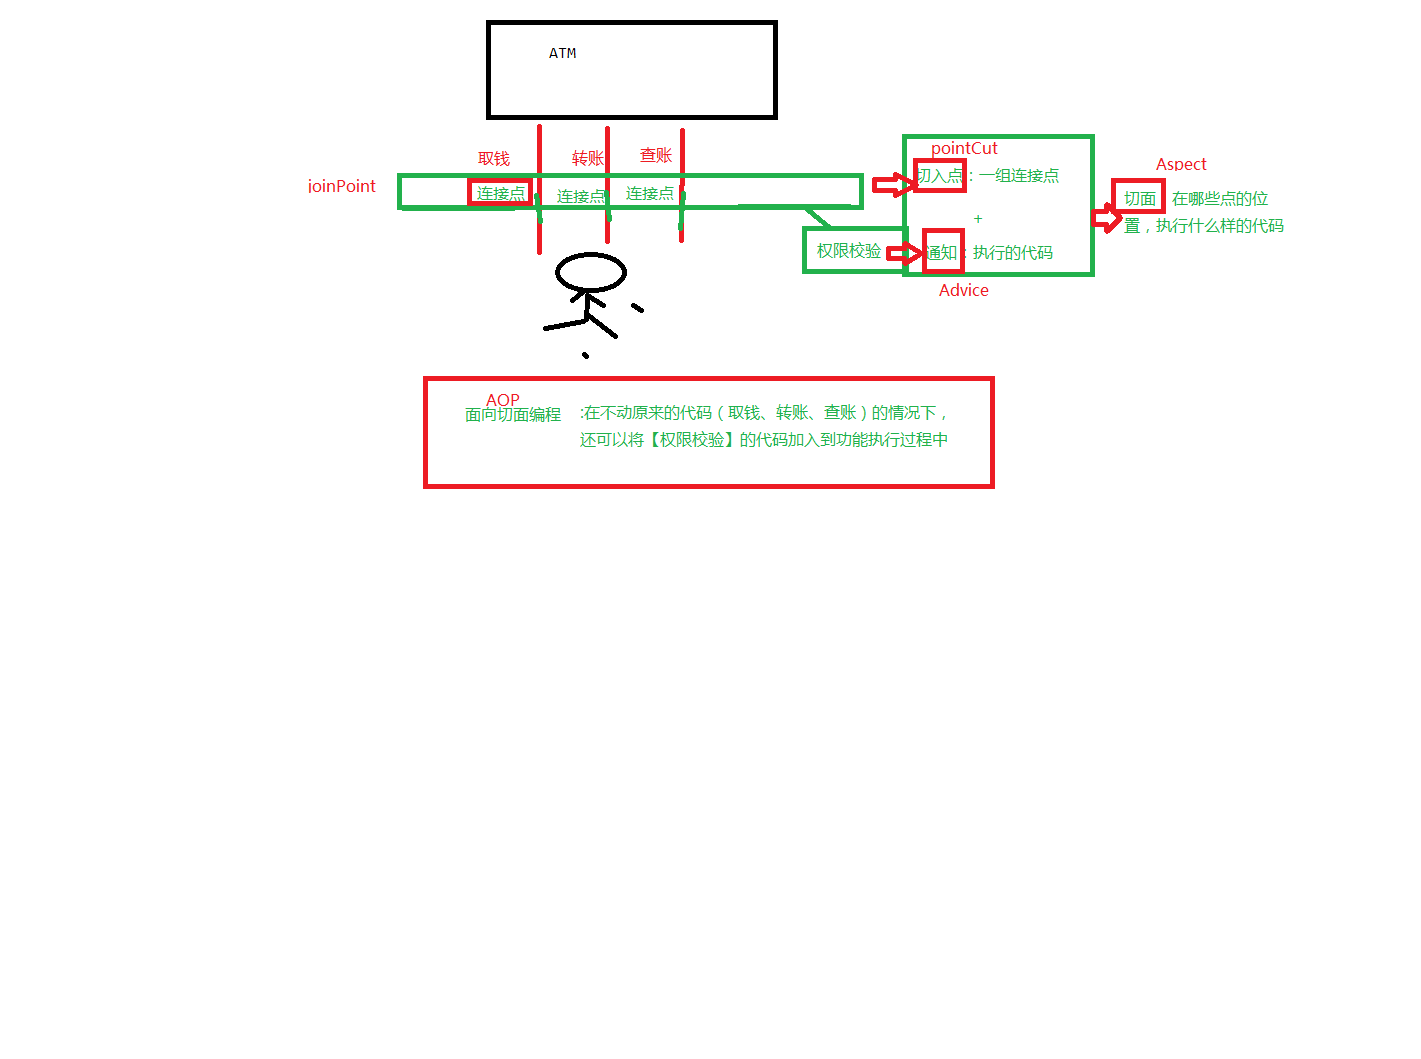 ATM
取钱
转账
查账
joinPoint
连接点
连接点
连接点
pointCut
切入点：一组连接点
+
权限校验
通知：执行的代码
Advice
Aspect
切面 在哪些点的位
置，执行什么样的代码
AOP
面向切面编程
:在不动原来的代码（取钱、转账、查账）的情况下，
还可以将【权限校验】的代码加入到功能执行过程中